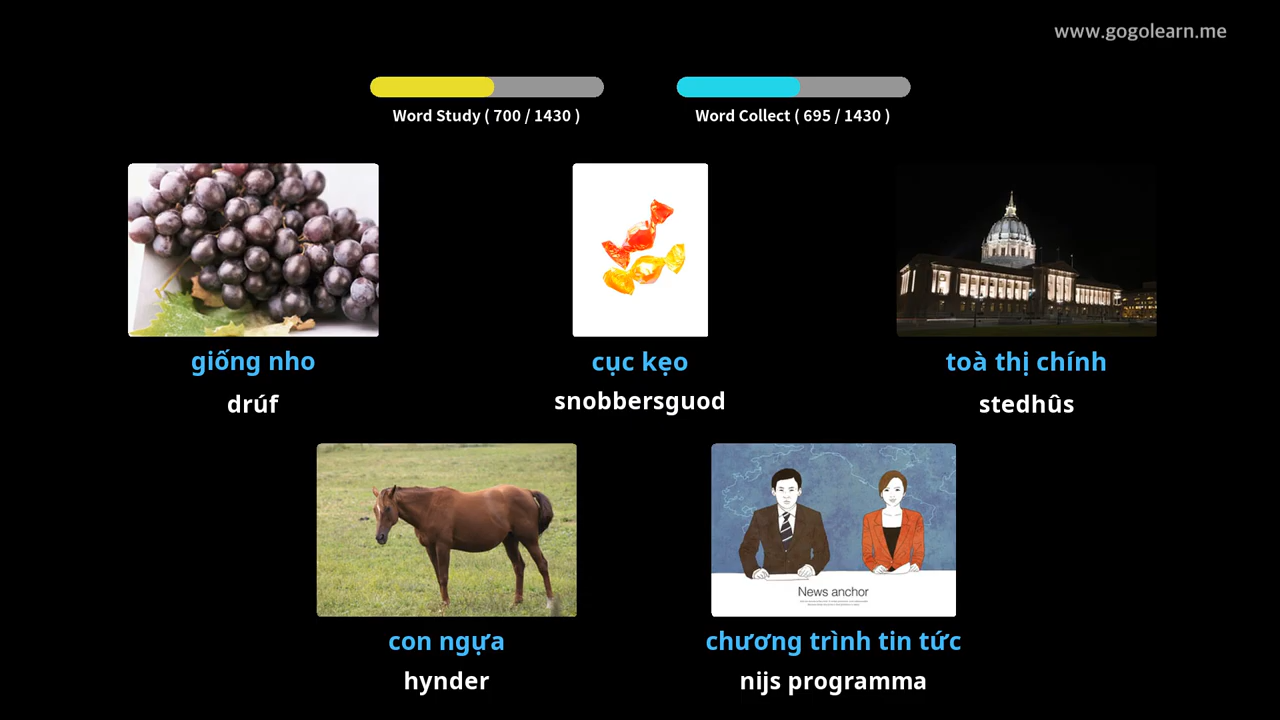 www.gogolearn.me
Word Study ( 700 / 1430 )
Word Collect ( 695 / 1430 )
giống nho
cục kẹo
toà thị chính
drúf
snobbersguod
stedhûs
News anchor
con ngựa
chương trình tin tức
hynder
nijs programma